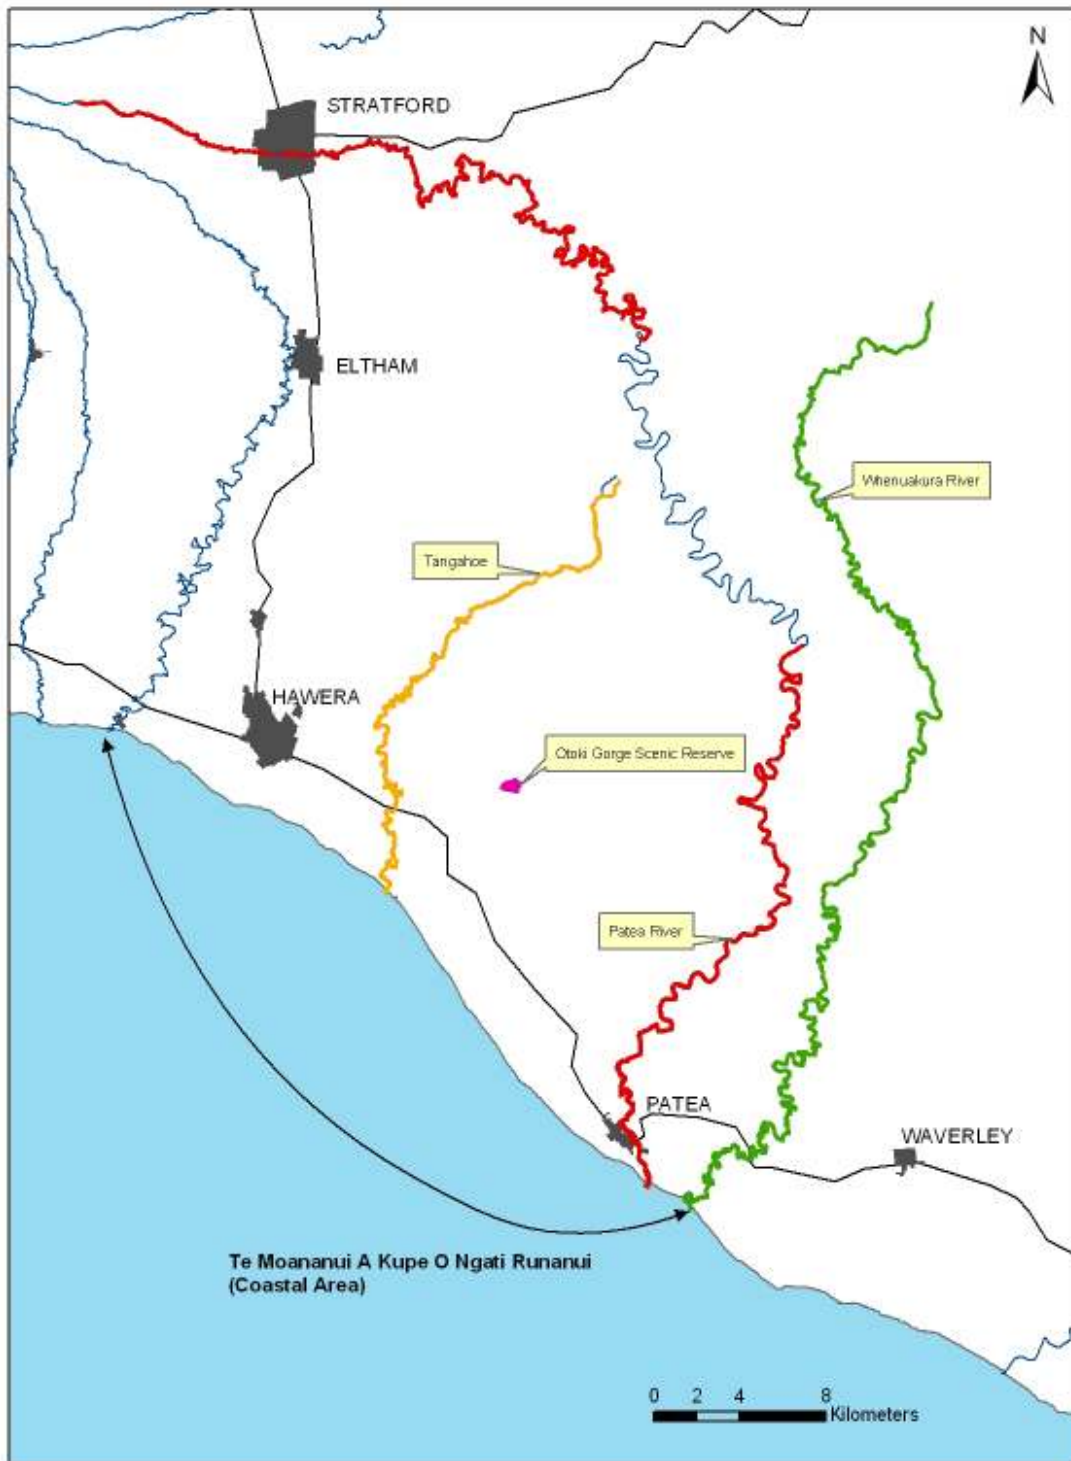 N
STRATFORD
ELTHAM
Whenuakura River
Tangahoe
HAWERA
Otoki Gorge Scenic Reserve
Patea River
PATEA
WAVERLEY
Te Moananui A Kupe O Ngati Runanui
(Coastal Area)
0 2 4 8
Kilometers